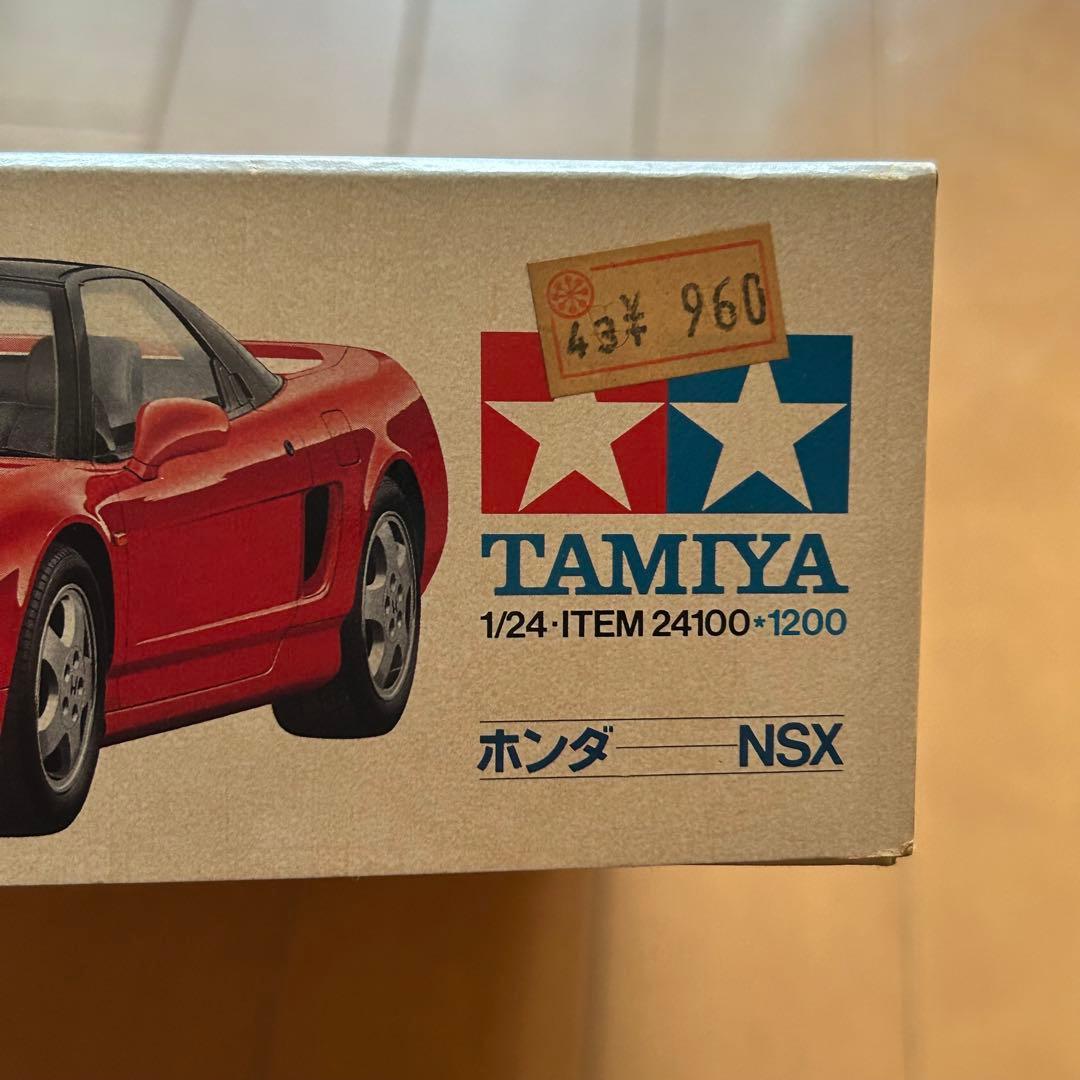 43¥ 960
TAMIYA
1/24·ITEM 24100*1200
ホンダ NSX